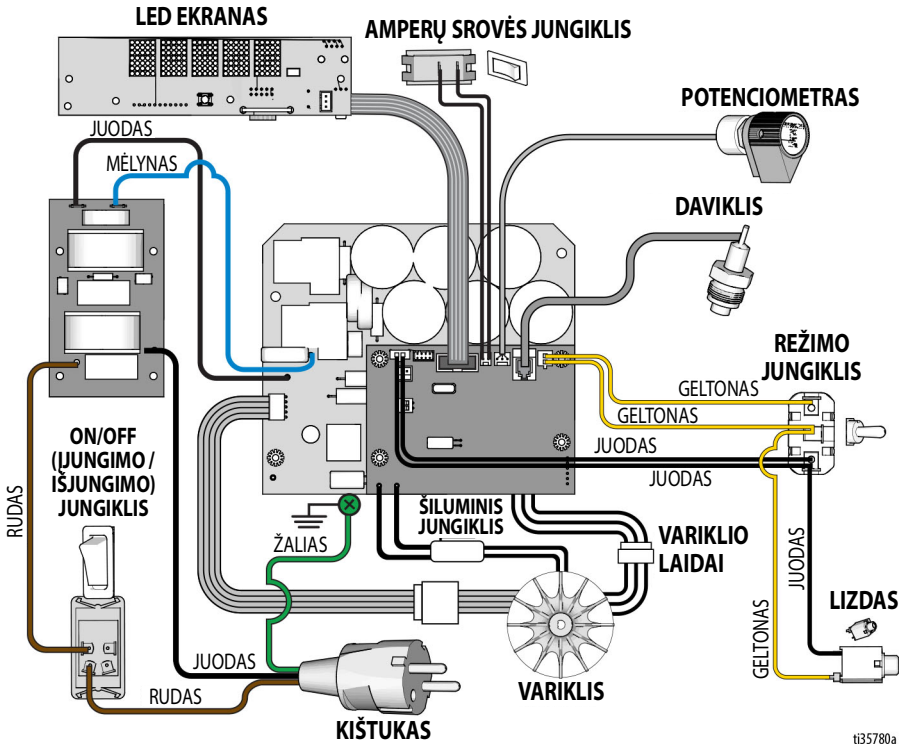 LED EKRANAS
AMPERŲ SROVĖS JUNGIKLIS
POTENCIOMETRAS
JUODAS
MĖLYNAS
DAVIKLIS
REŽIMO
JUNGIKLIS
GELTONAS
GELTONAS
JUODAS
JUODAS
ON/OFF
(ĮJUNGIMO /
IŠJUNGIMO)
JUNGIKLIS
RUDAS
ŽALIAS
ŠILUMINIS
JUNGIKLIS
VARIKLIO
LAIDAI
JUODAS
GELTONAS
LIZDAS
JUODAS
RUDAS
KIŠTUKAS
VARIKLIS
ti35780a